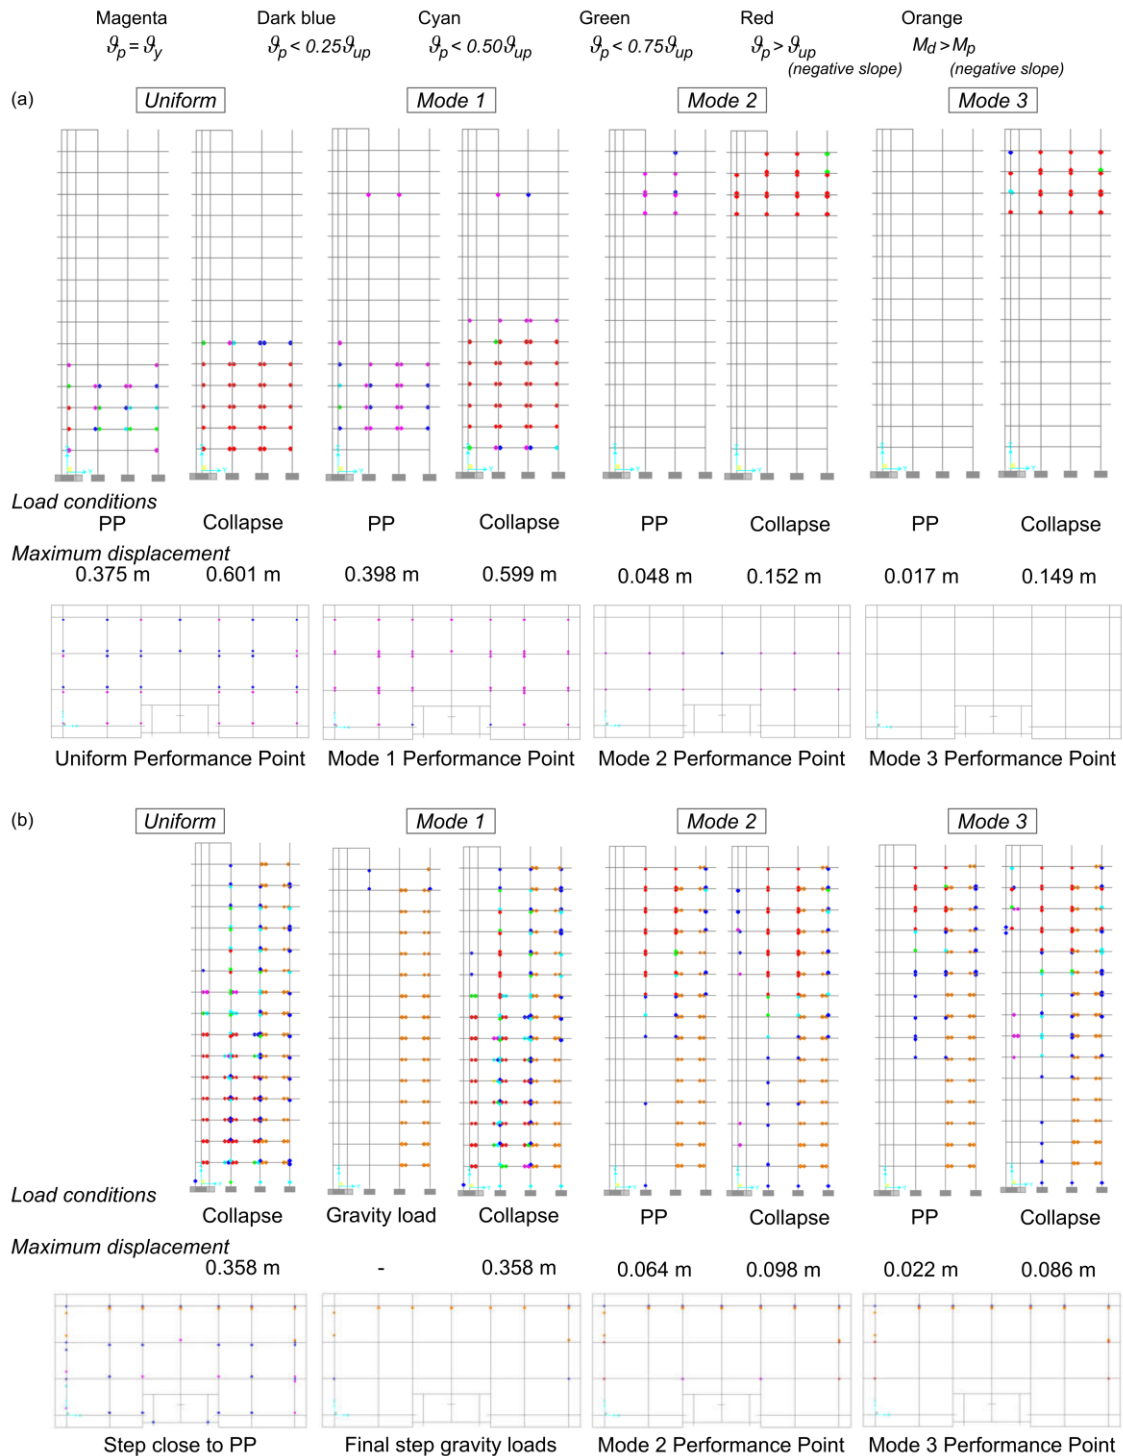 Magenta Dark blue Cyan Green Red Orange
ϑp = ϑy ϑp < 0.25ϑup ϑp < 0.50ϑup ϑp < 0.75ϑup ϑp > ϑup Md > Mp
(negative slope) (negative slope)
(a) Uniform Mode 1 Mode 2 Mode 3
Load conditions
PP Collapse PP Collapse PP Collapse PP Collapse
Maximum displacement
0.375 m 0.601 m 0.398 m 0.599 m 0.048 m 0.152 m 0.017 m 0.149 m
Uniform Performance Point Mode 1 Performance Point Mode 2 Performance Point Mode 3 Performance Point
(b) Uniform Mode 1 Mode 2 Mode 3
Load conditions
Collapse Gravity load Collapse PP Collapse PP Collapse
Maximum displacement
0.358 m - 0.358 m 0.064 m 0.098 m 0.022 m 0.086 m
Step close to PP Final step gravity loads Mode 2 Performance Point Mode 3 Performance Point